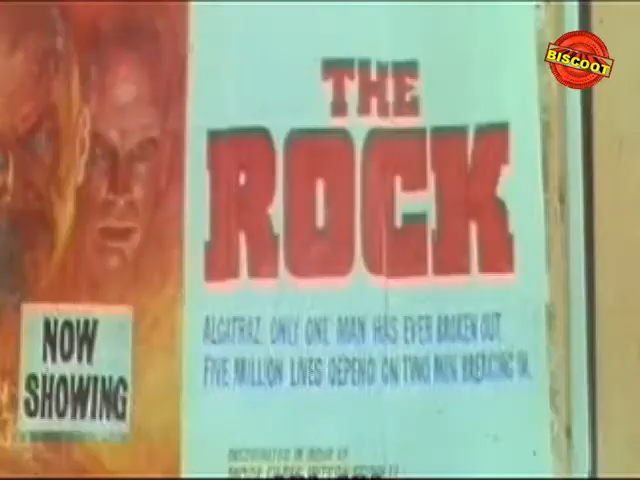 THE
ROCK
ALCATRAZ. ONLY ONE MAN HAS EVER BROKEN OUT.
FIVE MILLION LIVES DEPEND ON TWO MEN BREAKING IN.
NOW
SHOWING
BISCOOT